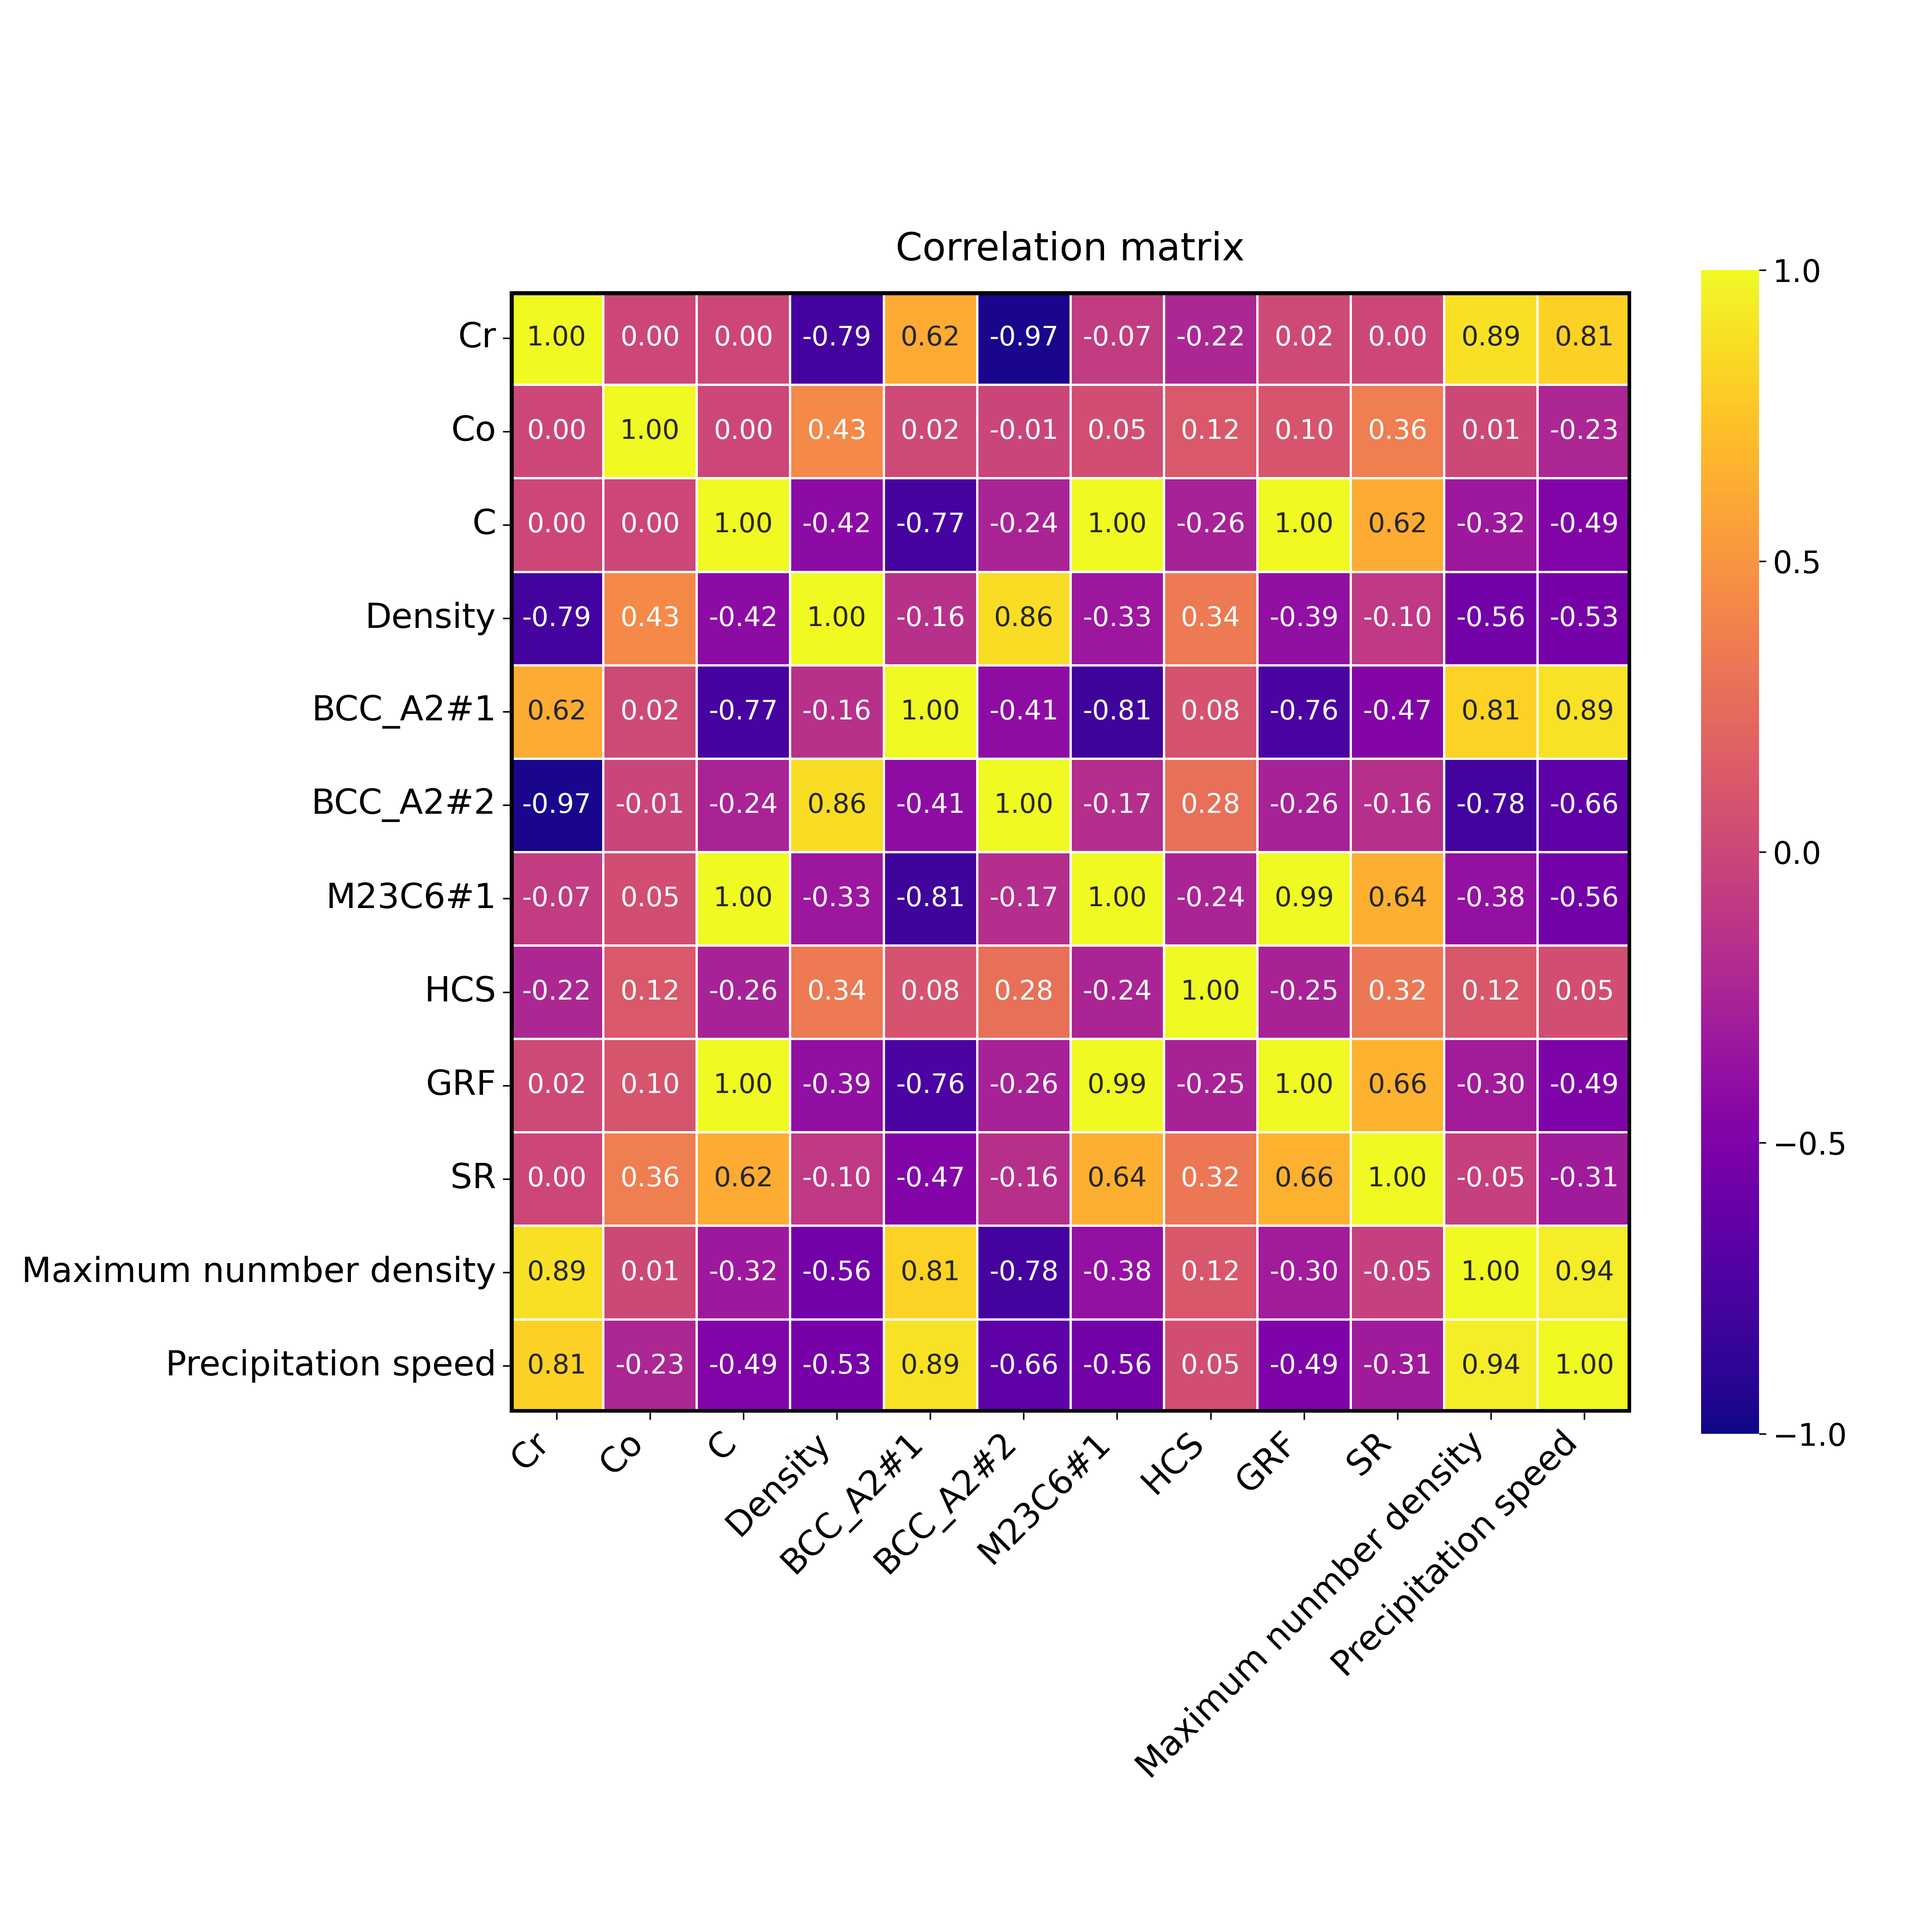 Correlation matrix
Cr 1.00 0.00 0.00 -0.79 0.62 -0.97 -0.07 -0.22 0.02 0.00 0.89 0.81
Co 0.00 1.00 0.00 0.43 0.02 -0.01 0.05 0.12 0.10 0.36 0.01 -0.23
C 0.00 0.00 1.00 -0.42 -0.77 -0.24 1.00 -0.26 1.00 0.62 -0.32 -0.49
Density -0.79 0.43 -0.42 1.00 -0.16 0.86 -0.33 0.34 -0.39 -0.10 -0.56 -0.53
BCC_A2#1 0.62 0.02 -0.77 -0.16 1.00 -0.41 -0.81 0.08 -0.76 -0.47 0.81 0.89
BCC_A2#2 -0.97 -0.01 -0.24 0.86 -0.41 1.00 -0.17 0.28 -0.26 -0.16 -0.78 -0.66
M23C6#1 -0.07 0.05 1.00 -0.33 -0.81 -0.17 1.00 -0.24 0.99 0.64 -0.38 -0.56
HCS -0.22 0.12 -0.26 0.34 0.08 0.28 -0.24 1.00 -0.25 0.32 0.12 0.05
GRF 0.02 0.10 1.00 -0.39 -0.76 -0.26 0.99 -0.25 1.00 0.66 -0.30 -0.49
SR 0.00 0.36 0.62 -0.10 -0.47 -0.16 0.64 0.32 0.66 1.00 -0.05 -0.31
Maximum nunmber density 0.89 0.01 -0.32 -0.56 0.81 -0.78 -0.38 0.12 -0.30 -0.05 1.00 0.94
Precipitation speed 0.81 -0.23 -0.49 -0.53 0.89 -0.66 -0.56 0.05 -0.49 -0.31 0.94 1.00
Cr
Co
C
Density
BCC_A2#1
BCC_A2#2
M23C6#1
HCS
GRF
SR
Maximum nunmber density
Precipitation speed
1.0
0.5
0.0
−0.5
−1.0